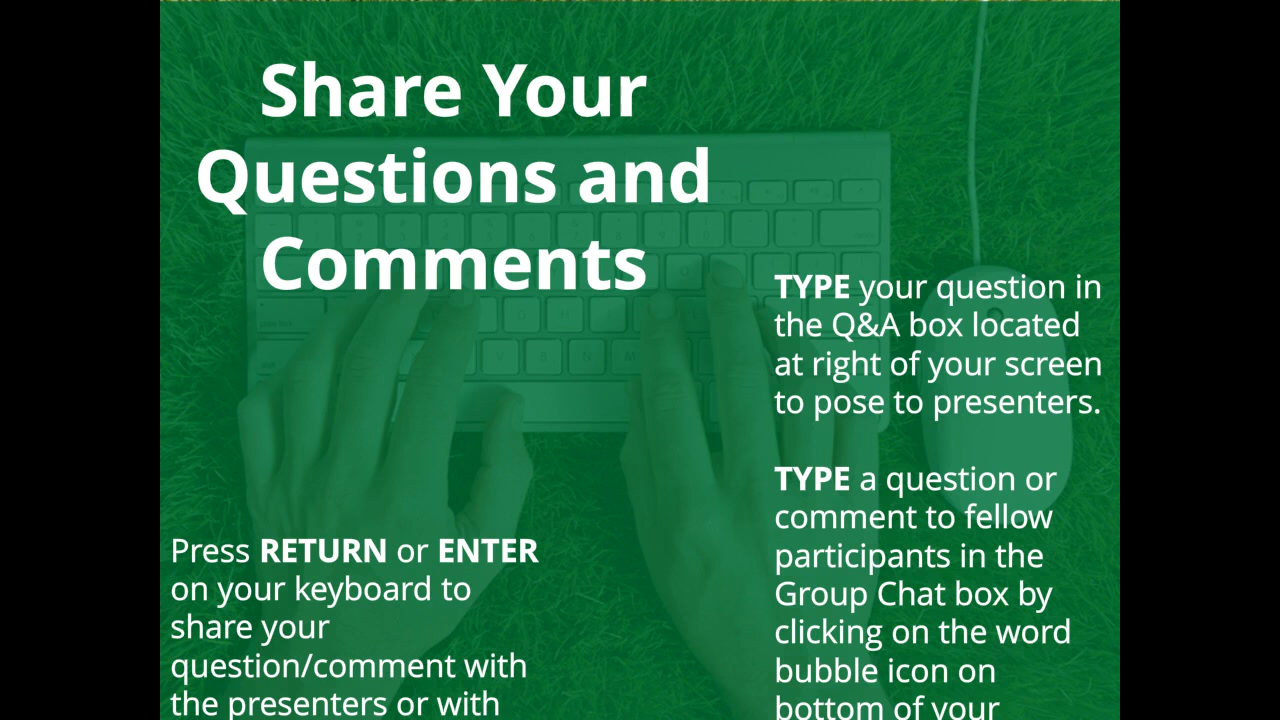 Share Your
Questions and
Comments
TYPE your question in
the Q&A box located
at right of your screen
to pose to presenters.
TYPE a question or
comment to fellow
participants in the
Group Chat box by
clicking on the word
bubble icon on
bottom of your
Press RETURN or ENTER
on your keyboard to
share your
question/comment with
the presenters or with